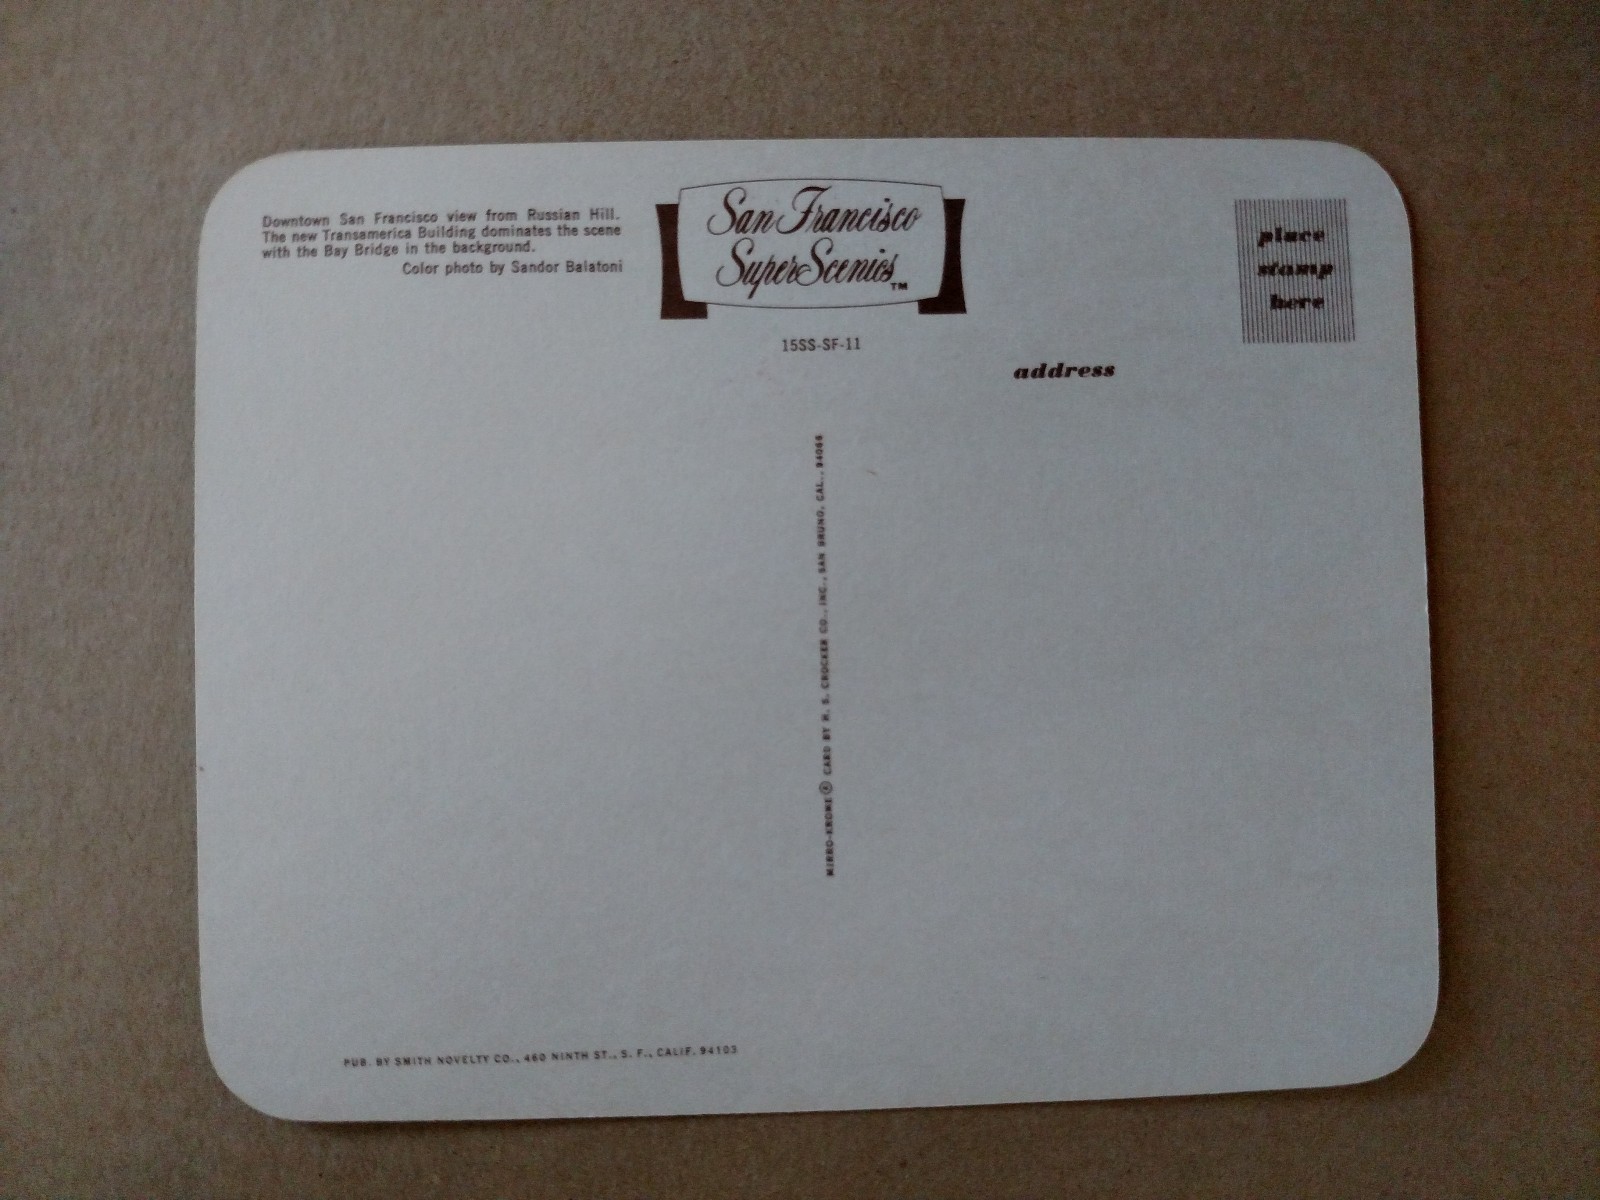 Downtown San Francisco view from Russian Hill.
The new Transamerica Building dominates the scene
with the Bay Bridge in the background.
Color photo by Sandor Balatoni
San Francisco
Super Scenics™
15SS-SF-11
place
stamp
here
address
MIRRO-KROME® CARD BY H. S. CROCKER CO., INC., SAN BRUNO, CAL., 94066
PUB. BY SMITH NOVELTY CO., 460 NINTH ST., S. F., CALIF. 94103